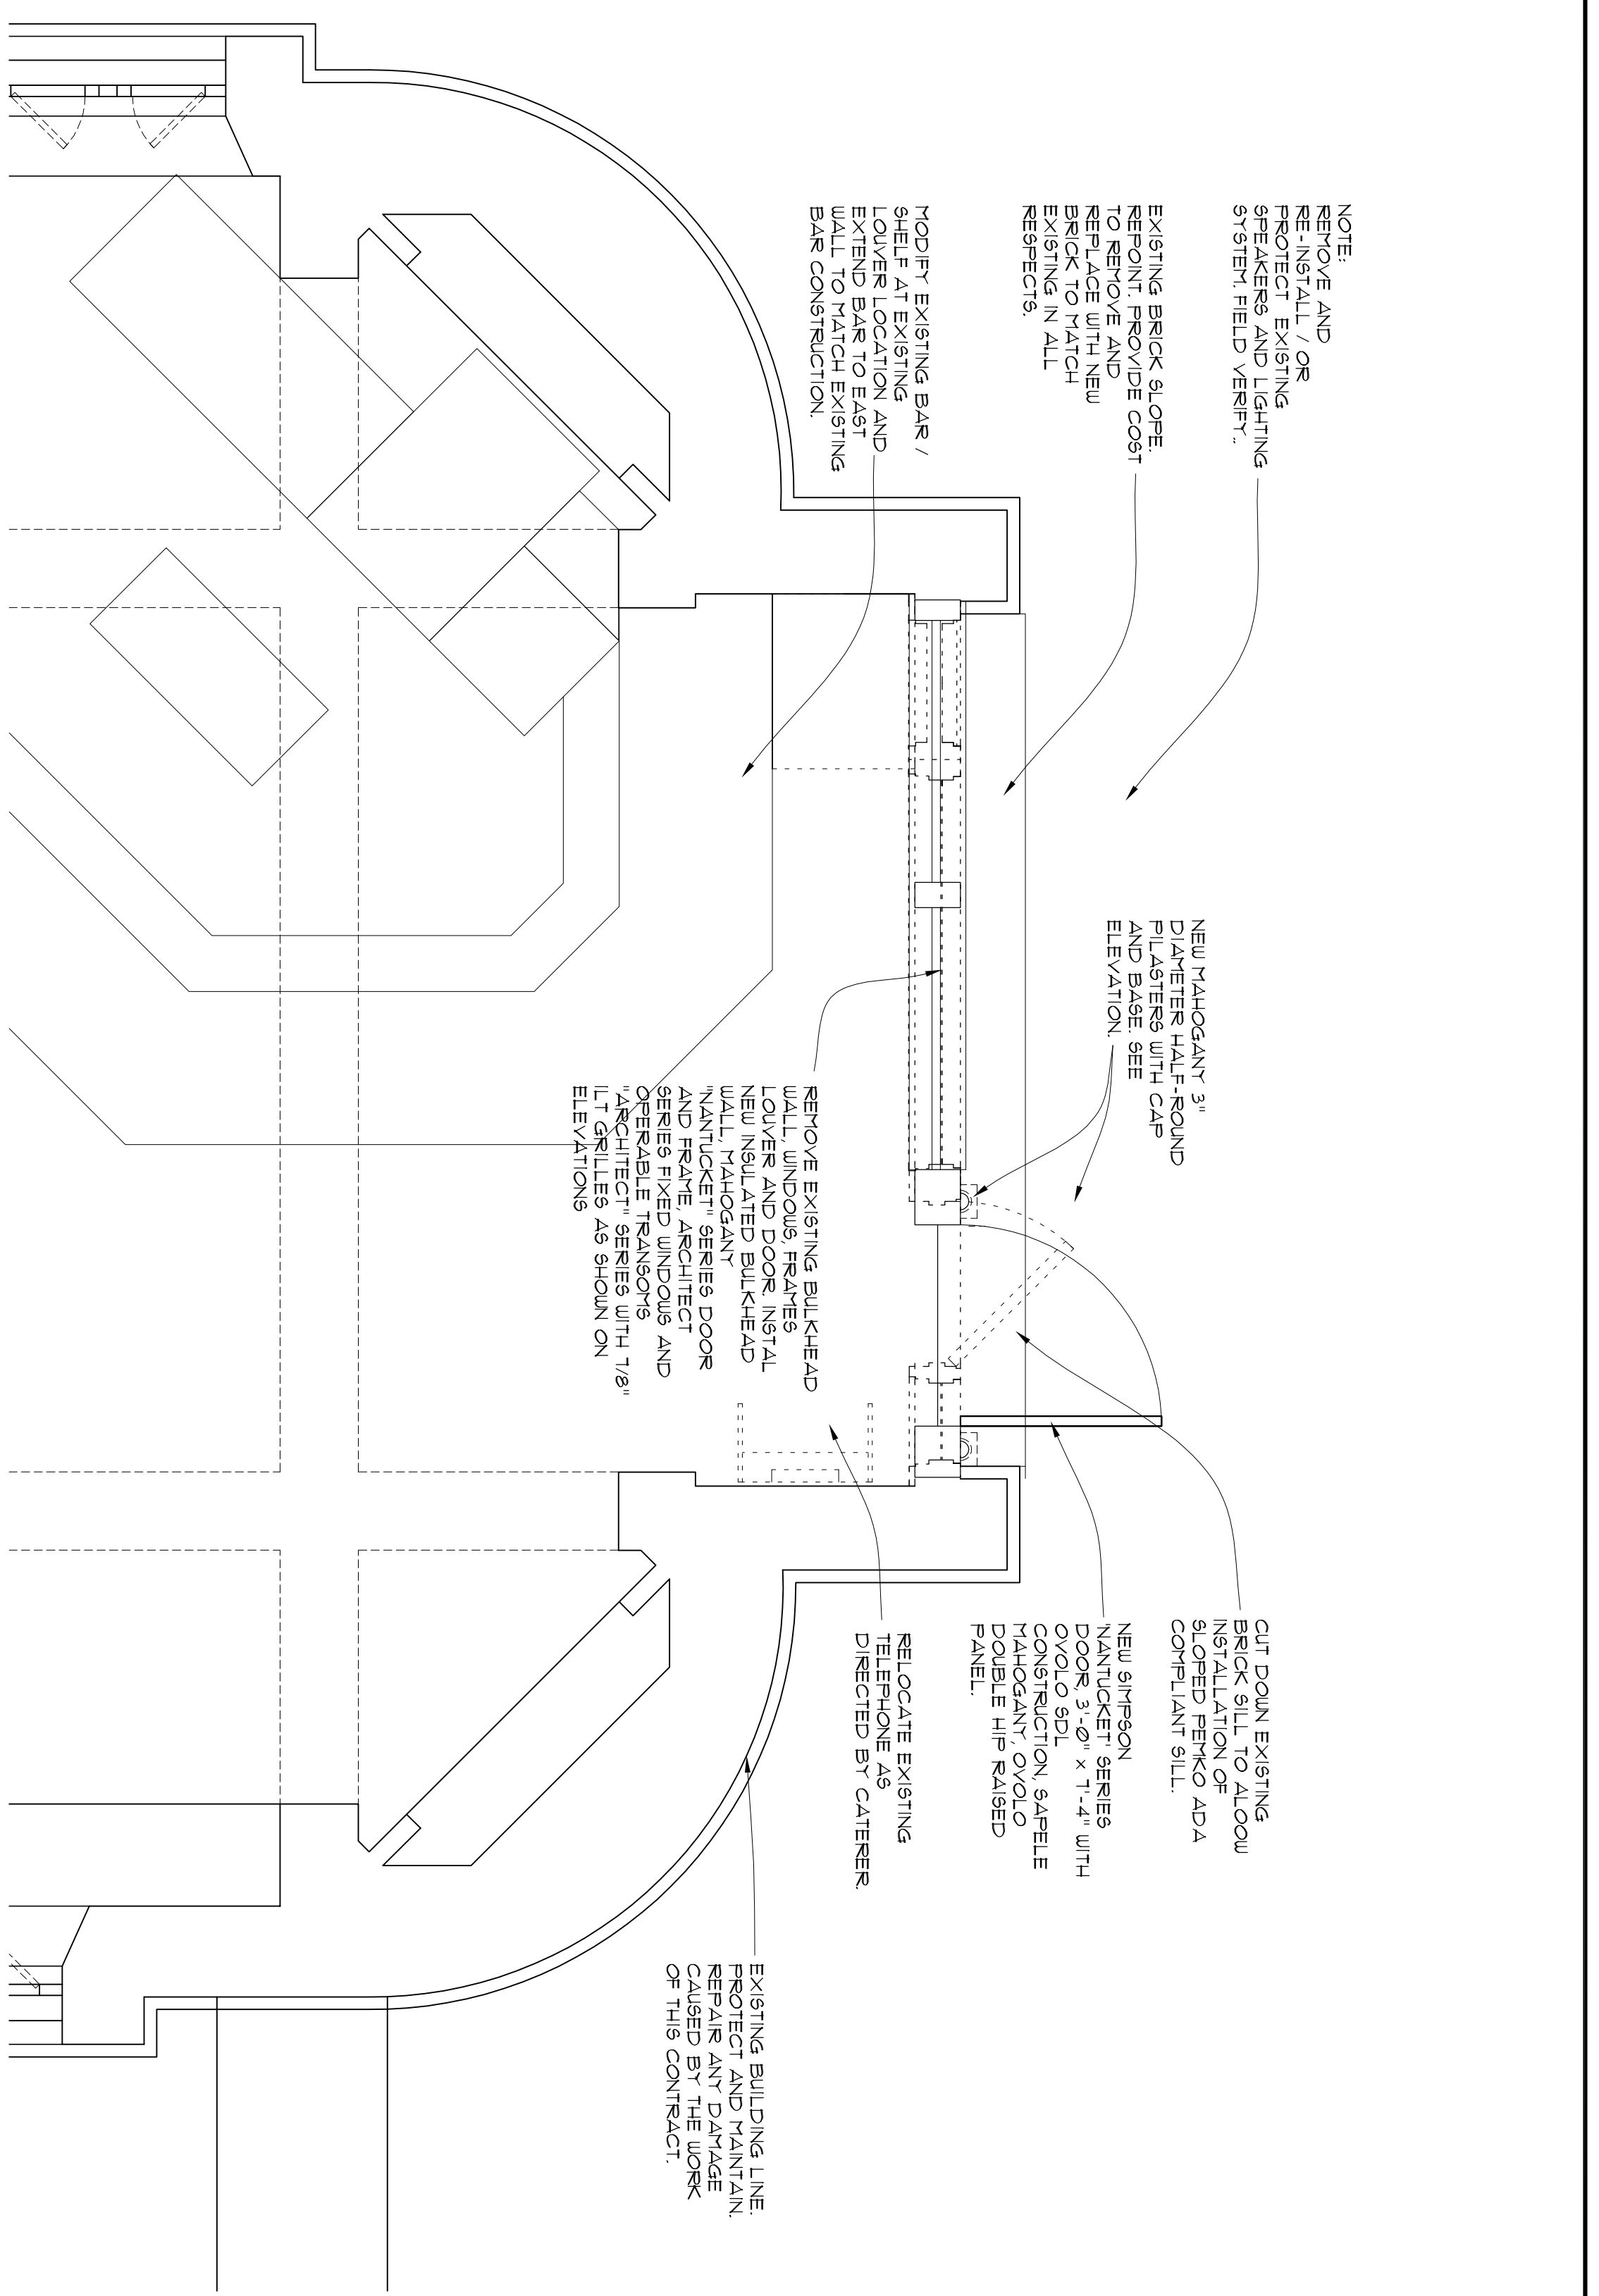 NOTE:
REMOVE AND
RE-INSTALL / OR
PROTECT EXISTING
SPEAKERS AND LIGHTING
SYSTEM. FIELD VERIFY..
EXISTING BRICK SLOPE.
REPOINT. PROVIDE COST
TO REMOVE AND
REPLACE WITH NEW
BRICK TO MATCH
EXISTING IN ALL
RESPECTS.
MODIFY EXISTING BAR /
SHELF AT EXISTING
LOUVER LOCATION AND
EXTEND BAR TO EAST
WALL TO MATCH EXISTING
BAR CONSTRUCTION.
NEW MAHOGANY 3"
DIAMETER HALF-ROUND
PILASTERS WITH CAP
AND BASE. SEE
ELEVATION.
REMOVE EXISTING BULKHEAD
WALL, WINDOWS, FRAMES
LOUVER AND DOOR. INSTAL
NEW INSULATED BULKHEAD
WALL, MAHOGANY
"NANTUCKET" SERIES DOOR
AND FRAME, ARCHITECT
SERIES FIXED WINDOWS AND
OPERABLE TRANSOMS
"ARCHITECT" SERIES WITH 7/8"
ILT GRILLES AS SHOWN ON
ELEVATIONS
CUT DOWN EXISTING
BRICK SILL TO ALOOW
INSTALLATION OF
SLOPED PEMKO ADA
COMPLIANT SILL.
NEW SIMPSON
'NANTUCKET' SERIES
DOOR, 3'-0" x 7'-4" WITH
OVOLO SDL
CONSTRUCTION, SAPELE
MAHOGANY, OVOLO
DOUBLE HIP RAISED
PANEL.
RELOCATE EXISTING
TELEPHONE AS
DIRECTED BY CATERER.
EXISTING BUILDING LINE.
PROTECT AND MAINTAIN.
REPAIR ANY DAMAGE
CAUSED BY THE WORK
OF THIS CONTRACT.